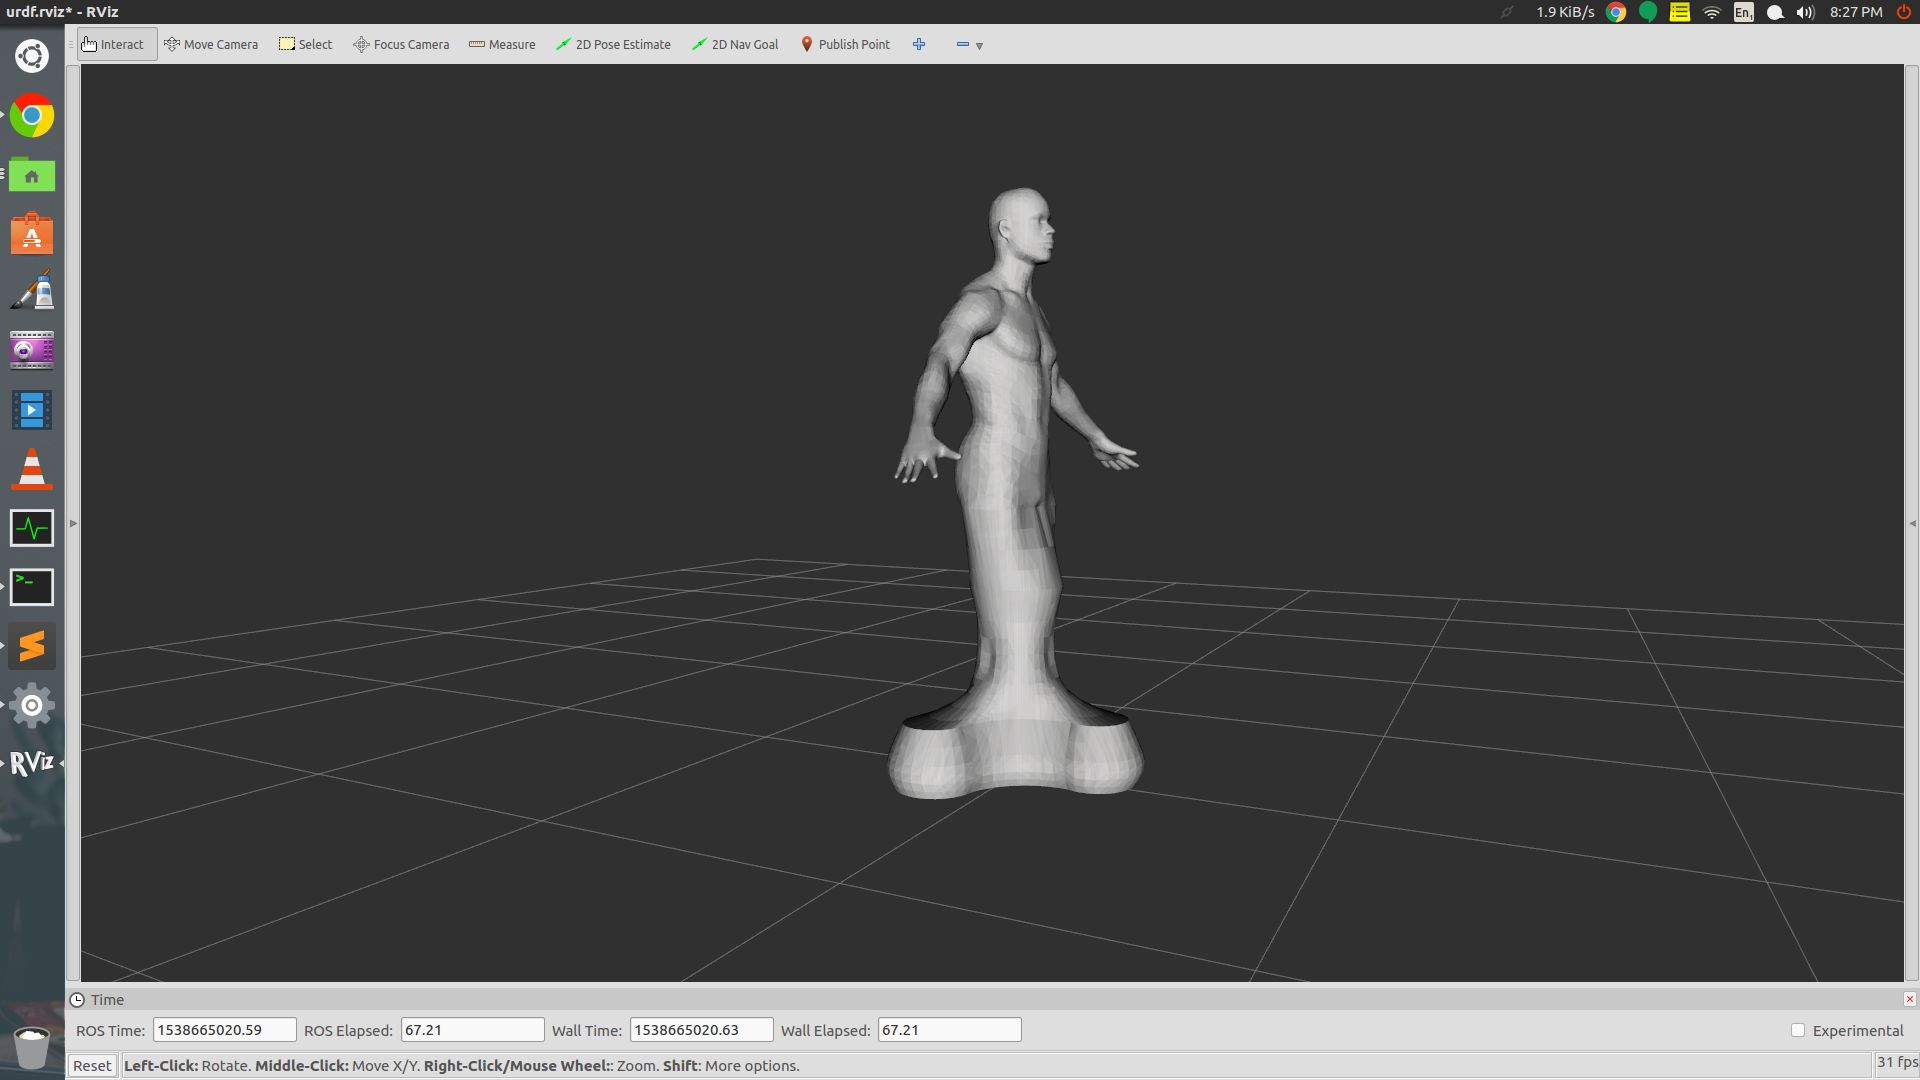 urdf.rviz* - RViz
1.9 KiB/s En1 8:27 PM
Interact Move Camera Select Focus Camera Measure 2D Pose Estimate 2D Nav Goal Publish Point
RViz
Time
ROS Time: 1538665020.59 ROS Elapsed: 67.21 Wall Time: 1538665020.63 Wall Elapsed: 67.21 Experimental
Reset Left-Click: Rotate. Middle-Click: Move X/Y. Right-Click/Mouse Wheel:: Zoom. Shift: More options. 31 fps